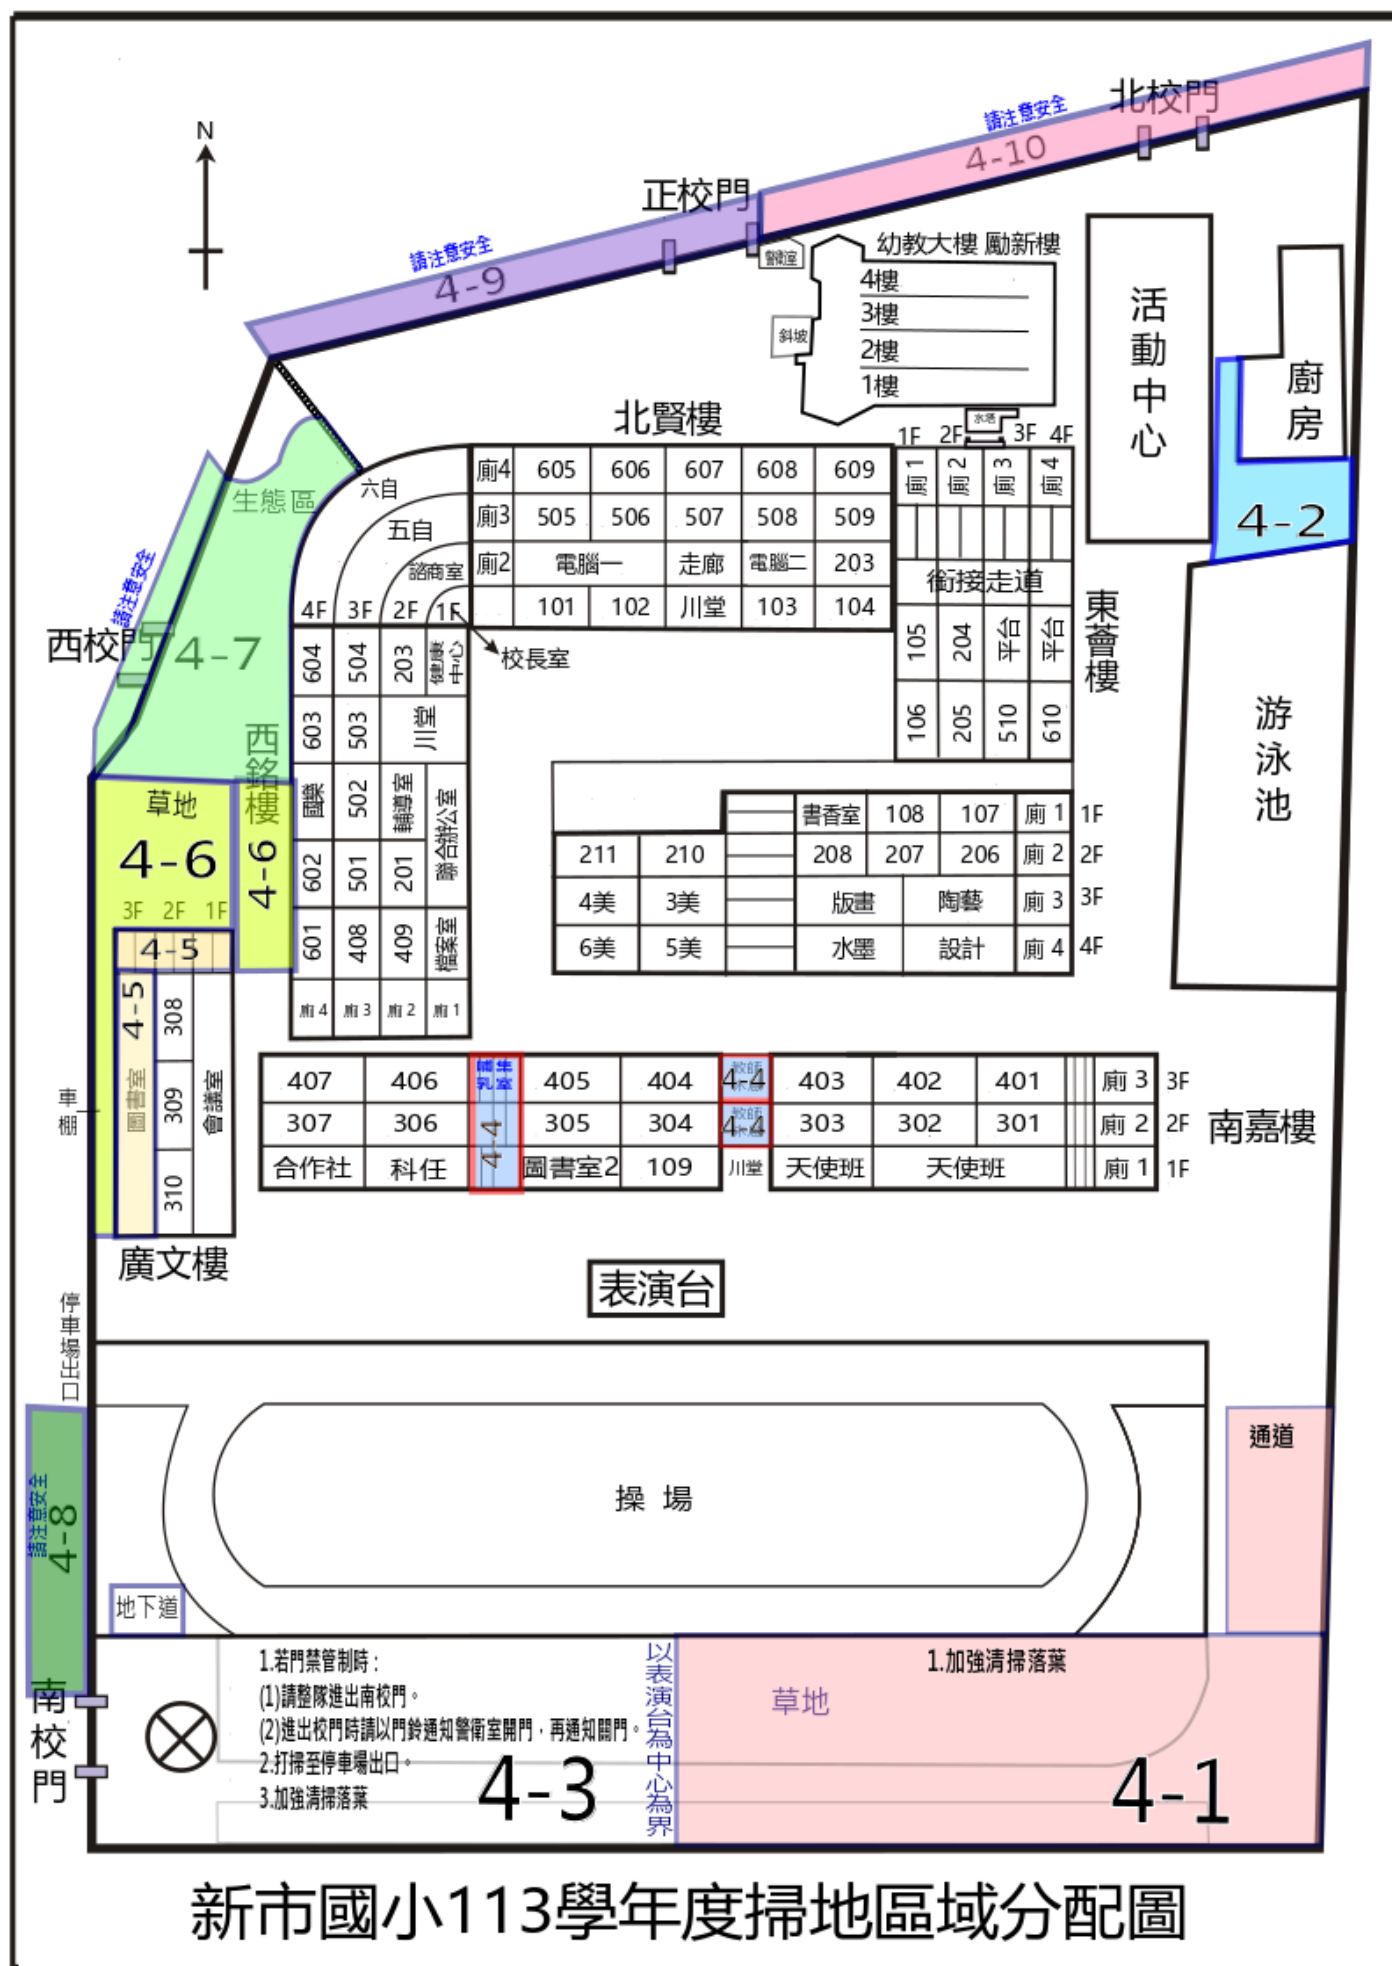 N
請注意安全
北校門
4-10
正校門
請注意安全
4-9
警衛室
幼教大樓 勵新樓
4樓
3樓
2樓
1樓
斜坡
水塔
活動中心
廚房
4-2
北賢樓
1F 2F 3F 4F
廁4 605 606 607 608 609
廁3 505 506 507 508 509
廁2 電腦一 走廊 電腦二 203
101 102 川堂 103 104
廁1 廁2 廁3 廁4
銜接走道
105 204 平台 平台
106 205 510 610
東薈樓
游泳池
生態區
請注意安全
西校門
4-7
六自
五自
諮商室
4F 3F 2F 1F
校長室
604 504 203 健康中心
603 503 川堂
國樂 502 輔導室 聯合辦公室
602 501 201
601 408 409 檔案室
廁4 廁3 廁2 廁1
西銘樓
草地
4-6
4-6
3F 2F 1F
4-5
4-5
圖書室
308
309
310
會議室
廣文樓
車棚
書香室 108 107 廁1 1F
211 210 208 207 206 廁2 2F
4美 3美 版畫 陶藝 廁3 3F
6美 5美 水墨 設計 廁4 4F
407 406 405 404 4-4 403 402 401 廁3 3F
307 306 4-4 305 304 4-4 303 302 301 廁2 2F
合作社 科任 圖書室2 109 川堂 天使班 天使班 廁1 1F
南嘉樓
表演台
停車場出口
操場
通道
請注意安全
4-8
地下道
南校門
1.若門禁管制時：
(1)請整隊進出南校門。
(2)進出校門時請以門鈴通知警衛室開門，再通知關門。
2.打掃至停車場出口。
3.加強清掃落葉
4-3
以表演台為中心為界
1.加強清掃落葉
草地
4-1
新市國小113學年度掃地區域分配圖